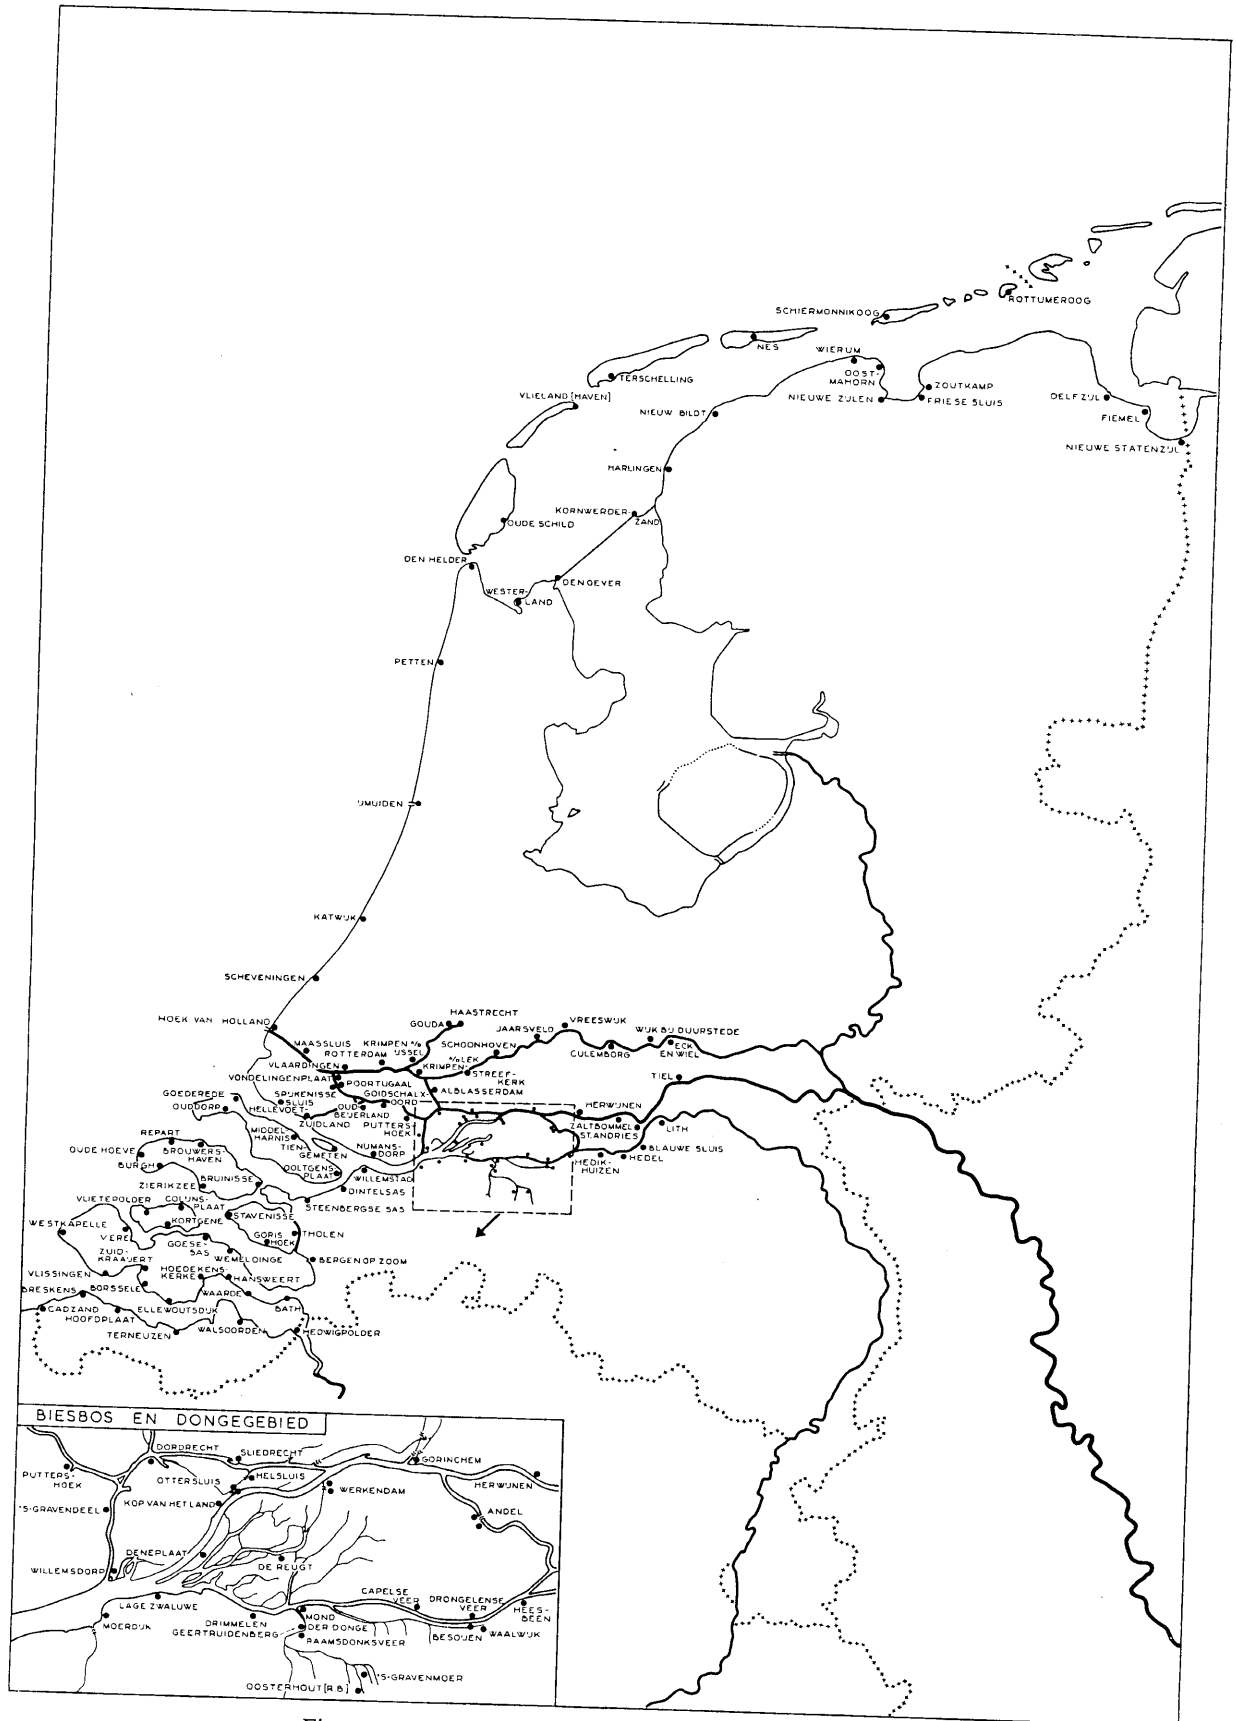 ROTTUMEROOG
SCHIERMONNIKOOG
NES
WIERUM
OOST-
MAHORN
TERSCHELLING
ZOUTKAMP
VLIELAND [HAVEN]
NIEUWE ZIJLEN
FRIESE SLUIS
DELFZIJL
NIEUW BILDT
FIEMEL
NIEUWE STATENZIJL
HARLINGEN
KORNWERDER-
ZAND
OUDE SCHILD
DEN HELDER
DEN OEVER
WESTER-
LAND
PETTEN
IJMUIDEN
KATWIJK
SCHEVENINGEN
HOEK VAN HOLLAND
HAASTRECHT
GOUDA
JAARSVELD
VREESWIJK
WIJK BIJ DUURSTEDE
MAASSLUIS
KRIMPEN a/d
IJSSEL
SCHOONHOVEN
CULEMBORG
ECK
EN WIEL
ROTTERDAM
VLAARDINGEN
a/d LEK
KRIMPEN-
STREEF-
KERK
TIEL
VONDELINGENPLAAT
POORTUGAAL
ALBLASSERDAM
GOEDEREDE
SPIJKENISSE
SLUIS
GOIDSCHALX-
OORD
OUDDORP
HELLEVOET-
OUD
BEIJERLAND
HERWIJNEN
ZUIDLAND
PUTTERS-
HOEK
ZALTBOMMEL
ST. ANDRIES
LITH
MIDDEL-
HARNIS
REPART
TIEN-
GEMETEN
NUMANS-
DORP
BLAUWE SLUIS
OUDE HOEVE
BROUWERS-
HAVEN
HEDIK-
HUIZEN
HEDEL
BURGH
OOLTGENS-
PLAAT
WILLEMSTAD
BRUINISSE
ZIERIKZEE
DINTELSAS
STEENBERGSE SAS
VLIETEPOLDER
COLIJNS-
PLAAT
STAVENISSE
WESTKAPELLE
KORTGENE
VERE
GOESE-
SAS
GORIS
HOEK
THOLEN
ZUID-
KRAAIJERT
WEMELDINGE
BERGEN OP ZOOM
VLISSINGEN
HOEDEKENS-
KERKE
HANSWEERT
BRESKENS
BORSSELE
WAARDE
BATH
CADZAND
ELLEWOUTSDIJK
HOOFDPLAAT
TERNEUZEN
WALSOORDEN
HEDWIGPOLDER
BIESBOS EN DONGEGEBIED
DORDRECHT
SLIEDRECHT
GORINCHEM
PUTTERS-
HOEK
OTTERSLUIS
HELSLUIS
HERWIJNEN
WERKENDAM
'S-GRAVENDEEL
KOP VAN HET LAND
ANDEL
DENEPLAAT
DE REUGT
WILLEMSDORP
CAPELSE
VEER
DRONGELENSE
VEER
LAGE ZWALUWE
HEES-
BEEN
MOERDIJK
DRIMMELEN
MOND
DER DONGE
GEERTRUIDENBERG
RAAMSDONKSVEER
BESOIJEN
WAALWIJK
'S-GRAVENMOER
OOSTERHOUT [R.B.]